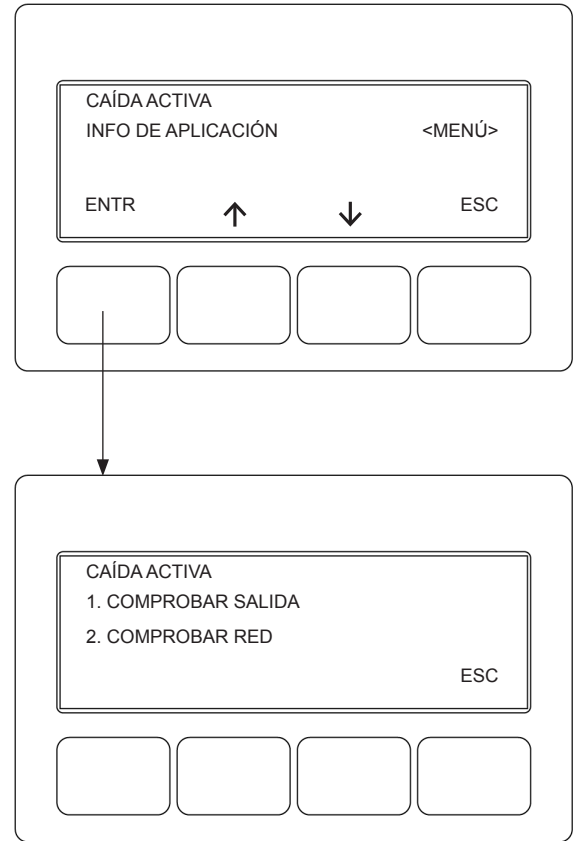 CAÍDA ACTIVA
INFO DE APLICACIÓN <MENÚ>
ENTR ↑ ↓ ESC
CAÍDA ACTIVA
1. COMPROBAR SALIDA
2. COMPROBAR RED
ESC